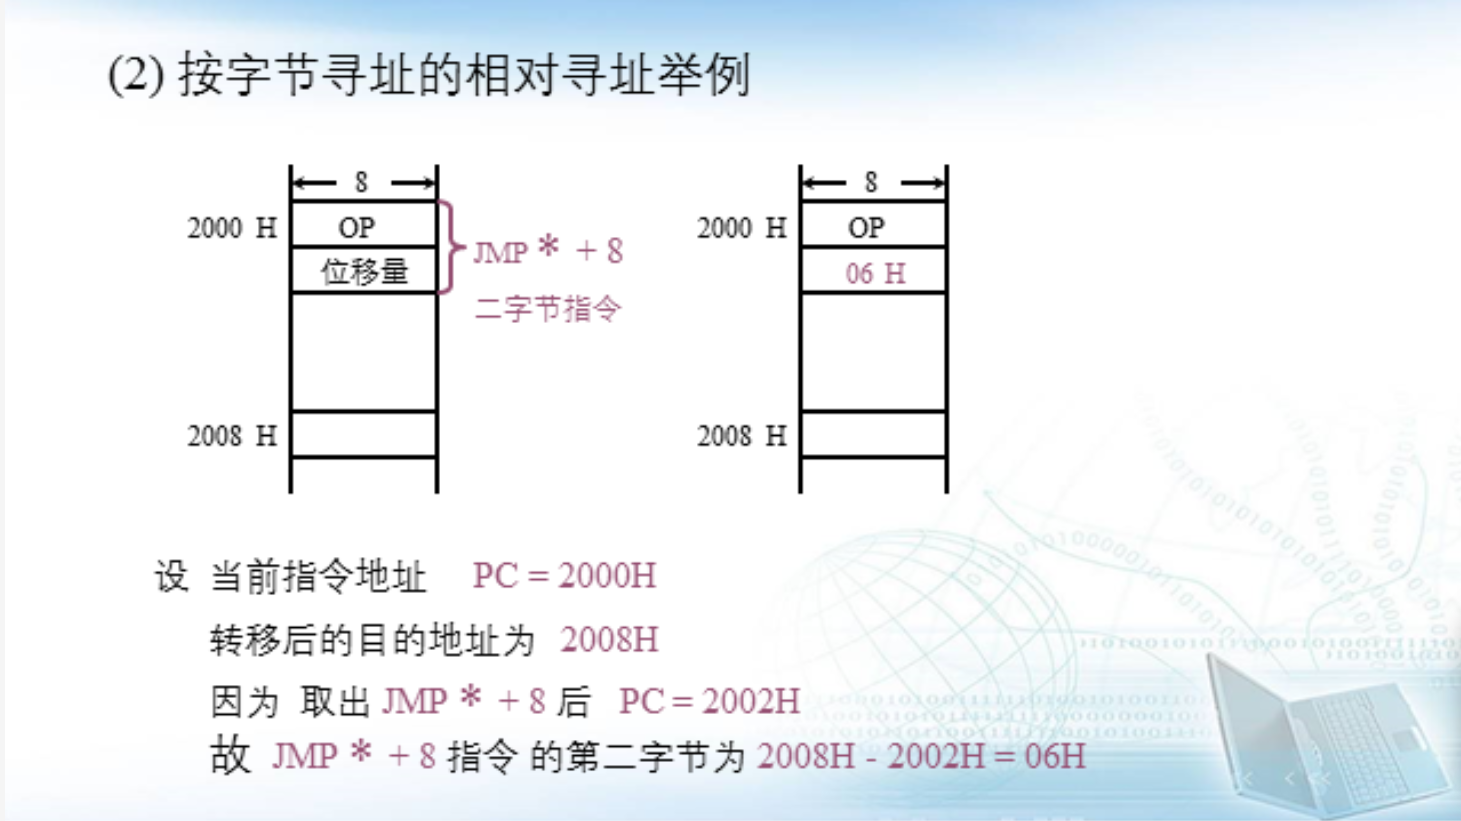 (2) 按字节寻址的相对寻址举例
8
2000 H OP
位移量
JMP * + 8
二字节指令
2008 H
8
2000 H OP
06 H
2008 H
设 当前指令地址 PC = 2000H
转移后的目的地址为 2008H
因为 取出 JMP * + 8 后 PC = 2002H
故 JMP * + 8 指令 的第二字节为 2008H - 2002H = 06H